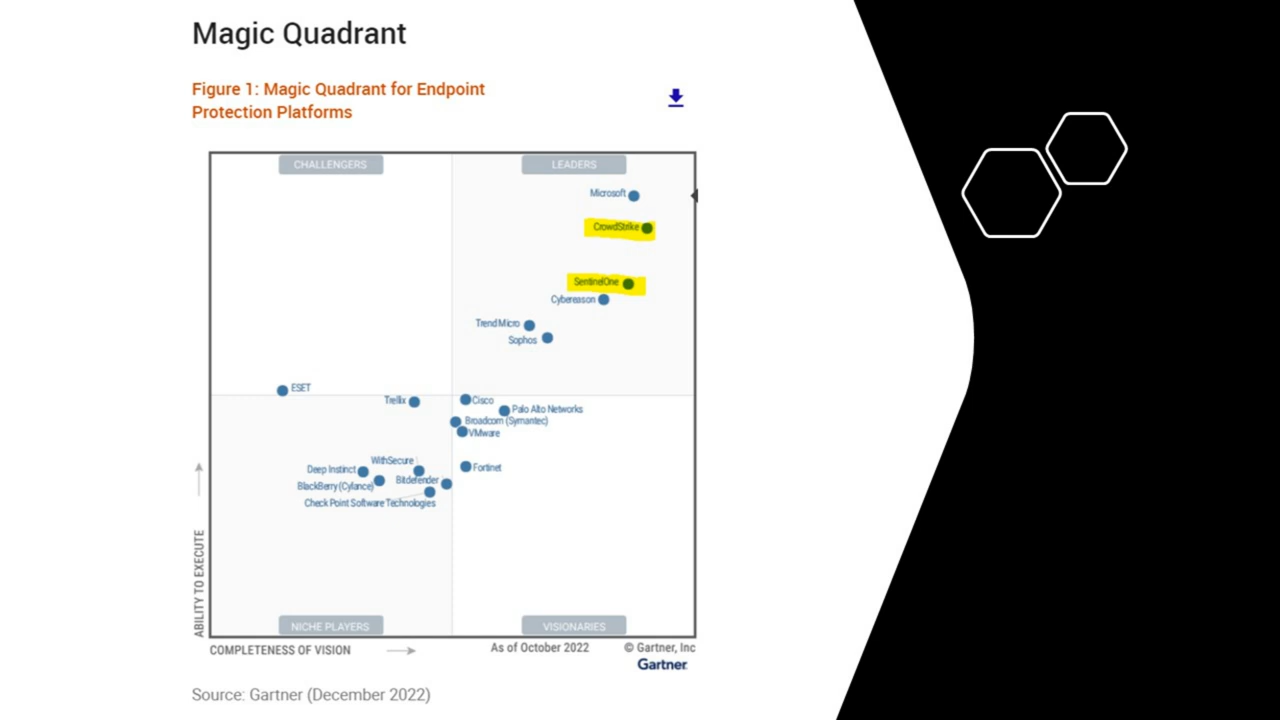 Magic Quadrant
Figure 1: Magic Quadrant for Endpoint
Protection Platforms
CHALLENGERS
LEADERS
Microsoft
CrowdStrike
SentinelOne
Cybereason
Trend Micro
Sophos
ESET
Trellix
Cisco
Palo Alto Networks
Broadcom (Symantec)
VMware
WithSecure
Fortinet
Deep Instinct
Bitdefender
BlackBerry (Cylance)
Check Point Software Technologies
ABILITY TO EXECUTE
NICHE PLAYERS
VISIONARIES
COMPLETENESS OF VISION
As of October 2022
© Gartner, Inc
Gartner
Source: Gartner (December 2022)